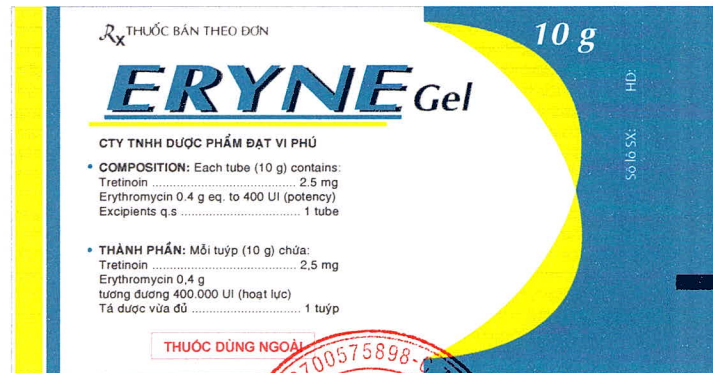 Rx THUỐC BÁN THEO ĐƠN
10 g
ERYNE Gel
CTY TNHH DƯỢC PHẨM ĐẠT VI PHÚ
• COMPOSITION: Each tube (10 g) contains:
Tretinoin ........................................ 2.5 mg
Erythromycin 0.4 g eq. to 400 UI (potency)
Excipients q.s .................................. 1 tube
• THÀNH PHẦN: Mỗi tuýp (10 g) chứa:
Tretinoin ........................................ 2,5 mg
Erythromycin 0,4 g
tương đương 400.000 UI (hoạt lực)
Tá dược vừa đủ ................................ 1 tuýp
THUỐC DÙNG NGOÀI
Số lô SX: HD: